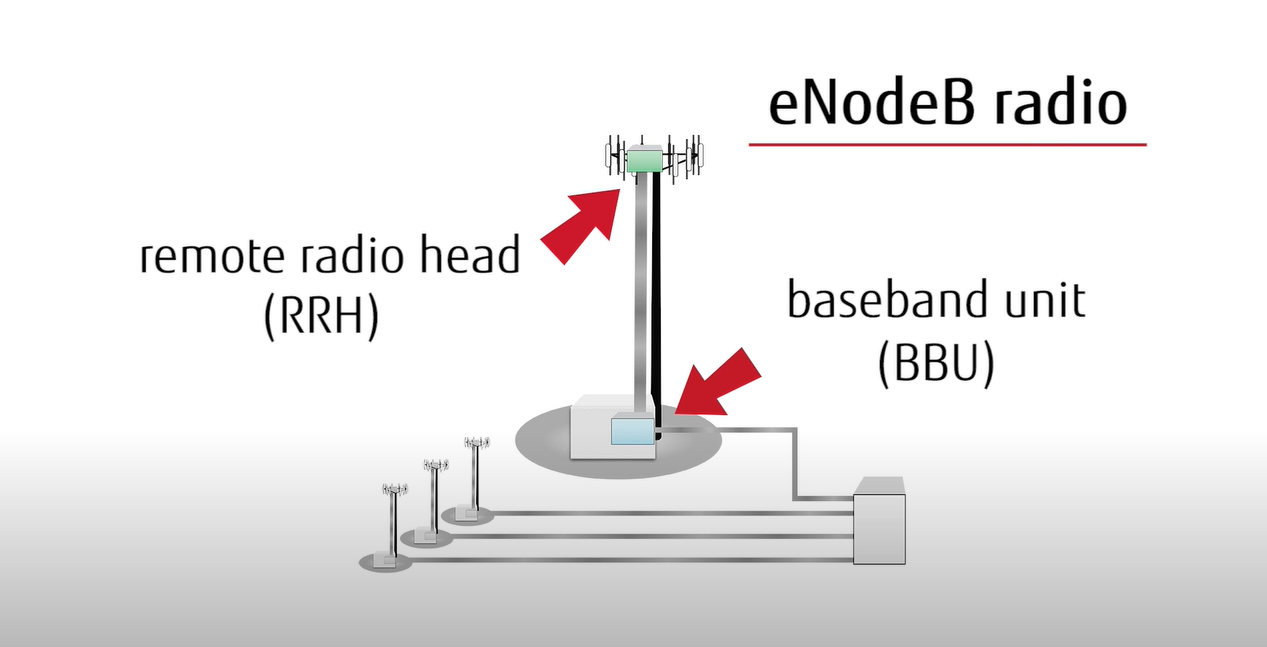 eNodeB radio
remote radio head
(RRH)
baseband unit
(BBU)